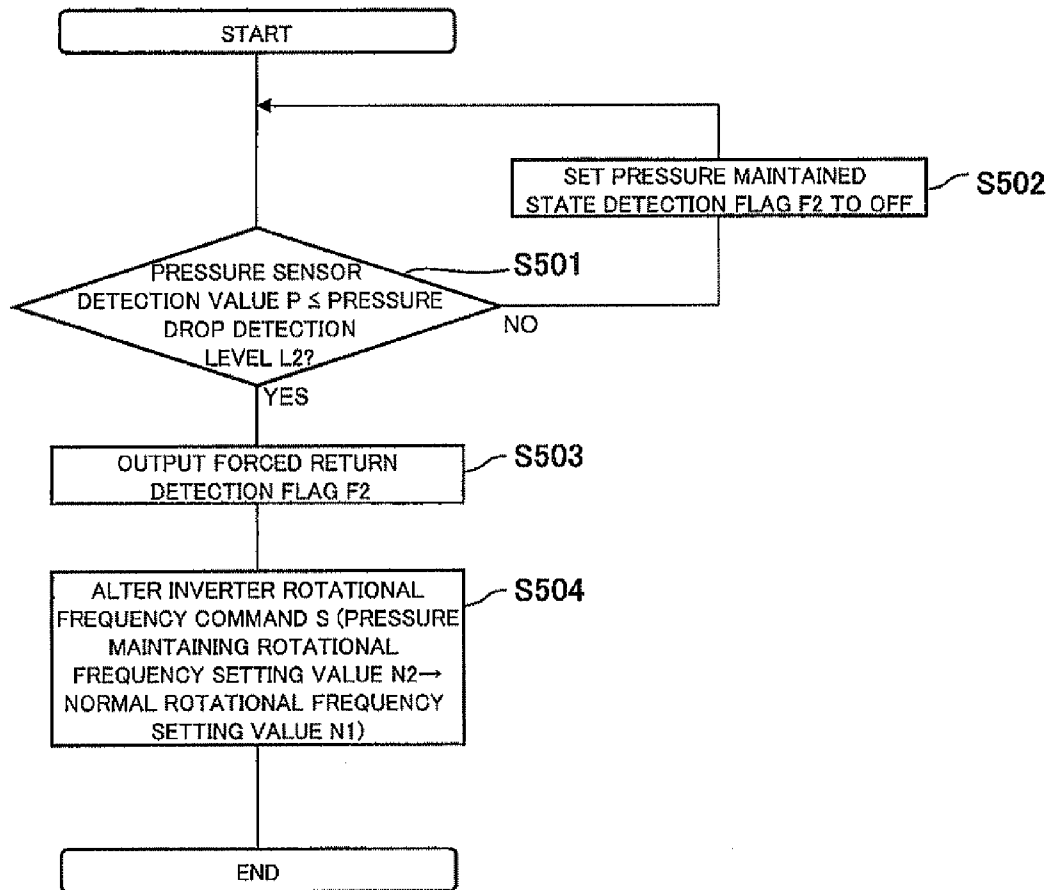 START
SET PRESSURE MAINTAINED
STATE DETECTION FLAG F2 TO OFF
S502
PRESSURE SENSOR
DETECTION VALUE P ≤ PRESSURE
DROP DETECTION
LEVEL L2?
S501
NO
YES
OUTPUT FORCED RETURN
DETECTION FLAG F2
S503
ALTER INVERTER ROTATIONAL
FREQUENCY COMMAND S (PRESSURE
MAINTAINING ROTATIONAL
FREQUENCY SETTING VALUE N2→
NORMAL ROTATIONAL FREQUENCY
SETTING VALUE N1)
S504
END